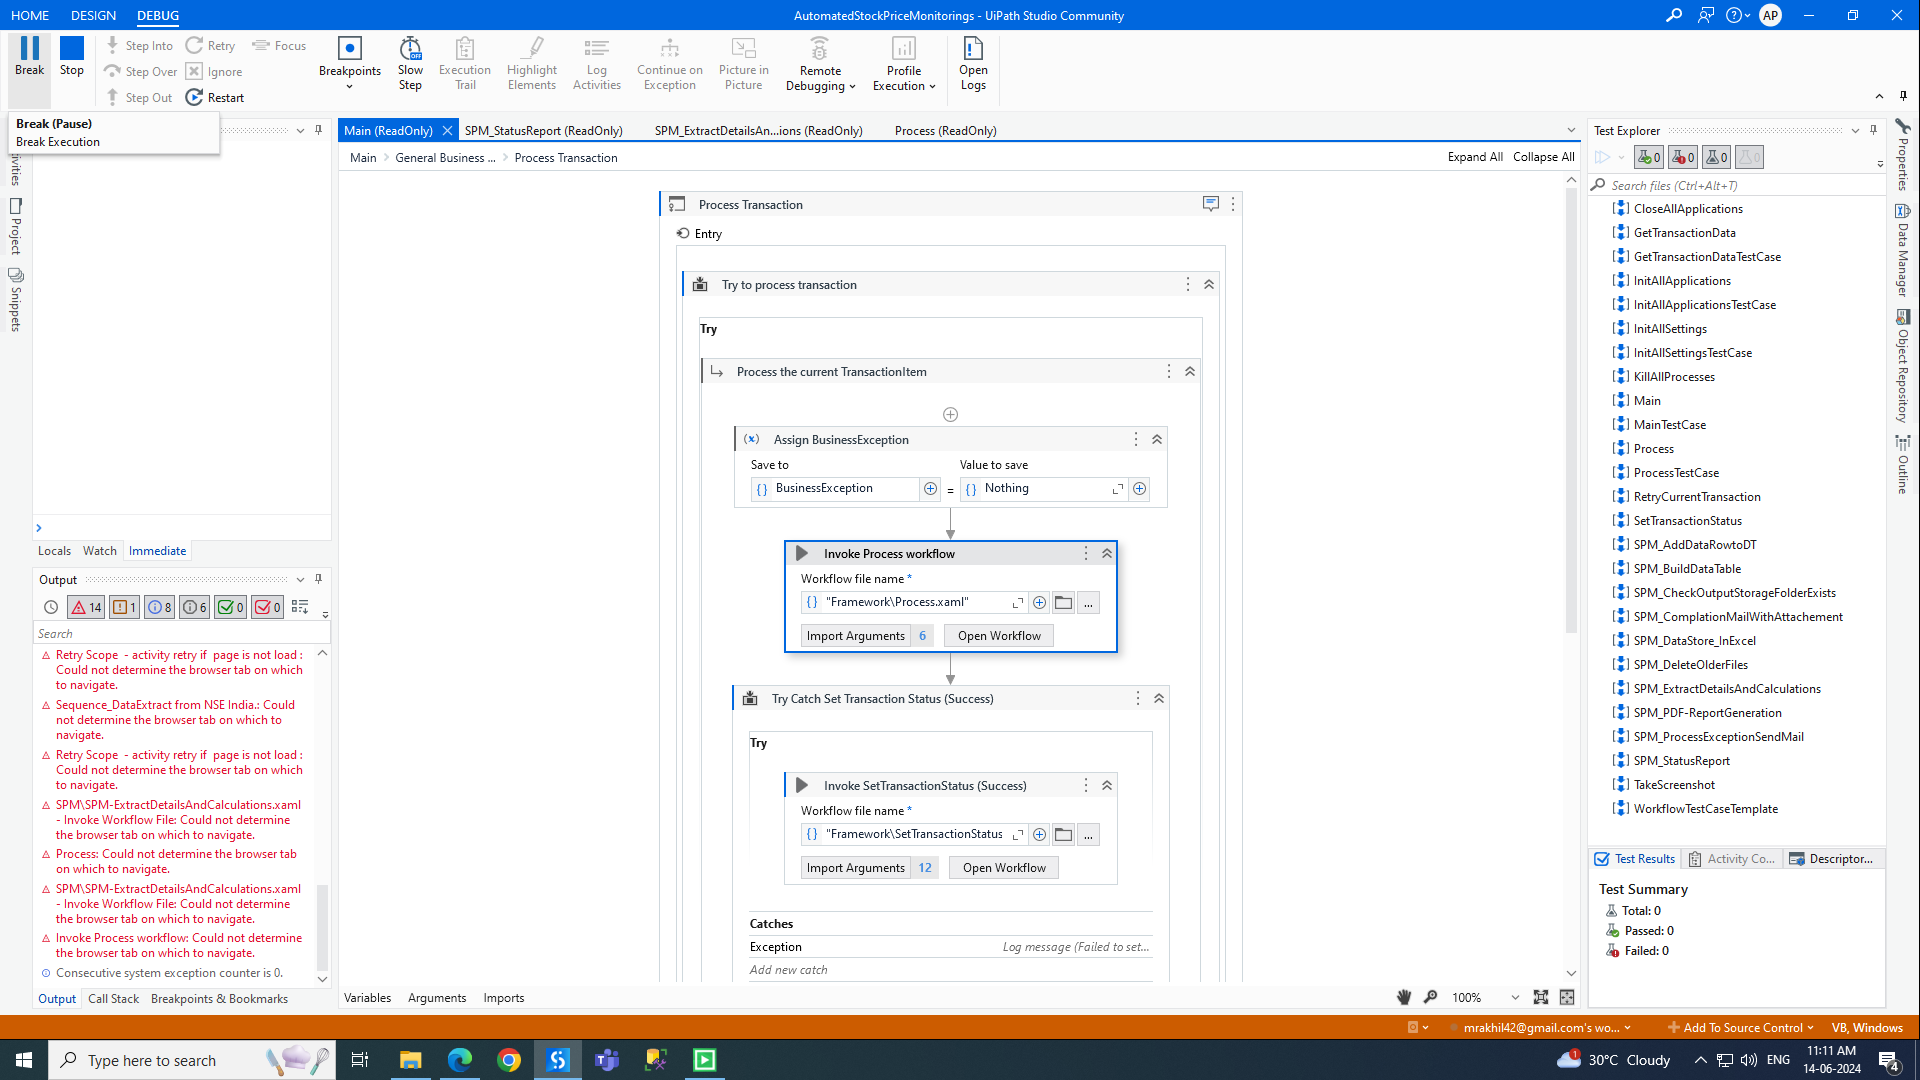 HOME DESIGN DEBUG
AutomatedStockPriceMonitorings - UiPath Studio Community
AP
Break
Stop
Step Into
Step Over
Step Out
Retry
Ignore
Restart
Focus
Breakpoints
Slow
Step
Execution
Trail
Highlight
Elements
Log
Activities
Continue on
Exception
Picture in
Picture
Remote
Debugging
Profile
Execution
Open
Logs
Break (Pause)
Break Execution
Project
Snippets
Main (ReadOnly)
SPM_StatusReport (ReadOnly)
SPM_ExtractDetailsAn...ions (ReadOnly)
Process (ReadOnly)
Main > General Business ... > Process Transaction
Expand All Collapse All
Process Transaction
Entry
Try to process transaction
Try
Process the current TransactionItem
Assign BusinessException
Save to
Value to save
BusinessException
=
Nothing
Invoke Process workflow
Workflow file name *
"Framework\Process.xaml"
...
Import Arguments 6
Open Workflow
Try Catch Set Transaction Status (Success)
Try
Invoke SetTransactionStatus (Success)
Workflow file name *
"Framework\SetTransactionStatus
...
Import Arguments 12
Open Workflow
Catches
Exception
Log message (Failed to set...
Add new catch
Variables Arguments Imports
100%
Locals Watch Immediate
Output
14 1 8 6 0 0
Search
Retry Scope - activity retry if page is not load :
Could not determine the browser tab on which
to navigate.
Sequence_DataExtract from NSE India.: Could
not determine the browser tab on which to
navigate.
Retry Scope - activity retry if page is not load :
Could not determine the browser tab on which
to navigate.
SPM\SPM-ExtractDetailsAndCalculations.xaml
- Invoke Workflow File: Could not determine
the browser tab on which to navigate.
Process: Could not determine the browser tab
on which to navigate.
SPM\SPM-ExtractDetailsAndCalculations.xaml
- Invoke Workflow File: Could not determine
the browser tab on which to navigate.
Invoke Process workflow: Could not determine
the browser tab on which to navigate.
Consecutive system exception counter is 0.
Output Call Stack Breakpoints & Bookmarks
Test Explorer
0 0 0 0
Search files (Ctrl+Alt+T)
CloseAllApplications
GetTransactionData
GetTransactionDataTestCase
InitAllApplications
InitAllApplicationsTestCase
InitAllSettings
InitAllSettingsTestCase
KillAllProcesses
Main
MainTestCase
Process
ProcessTestCase
RetryCurrentTransaction
SetTransactionStatus
SPM_AddDataRowtoDT
SPM_BuildDataTable
SPM_CheckOutputStorageFolderExists
SPM_ComplationMailWithAttachement
SPM_DataStore_InExcel
SPM_DeleteOlderFiles
SPM_ExtractDetailsAndCalculations
SPM_PDF-ReportGeneration
SPM_ProcessExceptionSendMail
SPM_StatusReport
TakeScreenshot
WorkflowTestCaseTemplate
Test Results
Activity Co...
Descriptor...
Test Summary
Total: 0
Passed: 0
Failed: 0
Properties
Data Manager
Object Repository
Outline
mrakhil42@gmail.com's wo...
Add To Source Control
VB, Windows
Type here to search
1
30°C Cloudy
ENG
11:11 AM
14-06-2024
4